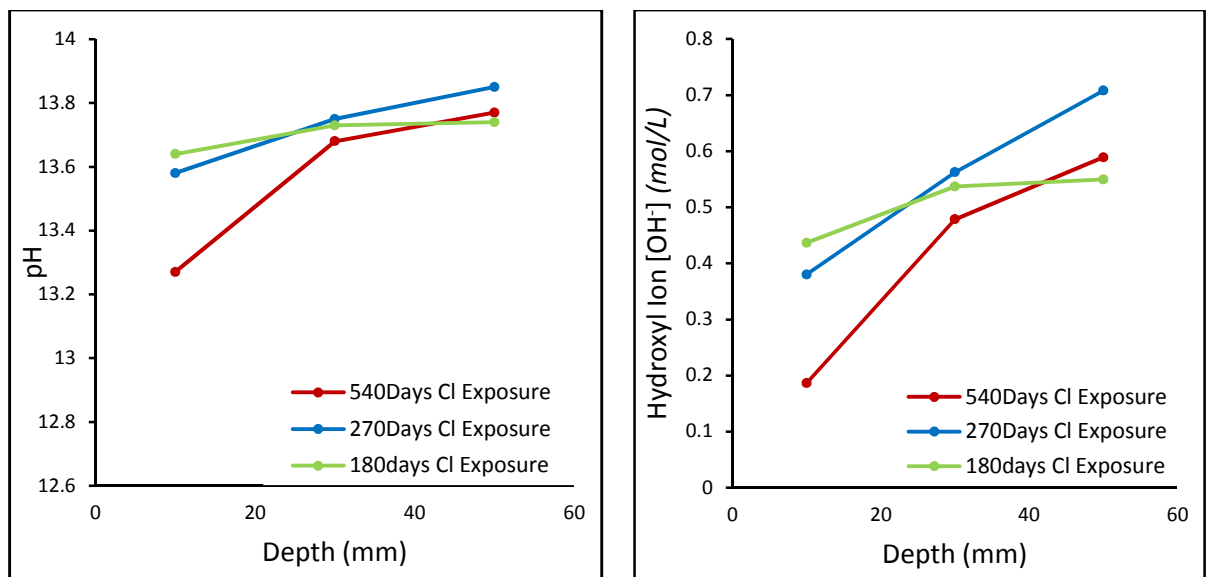 14
13.8
13.6
13.4
13.2
13
12.8
12.6
pH
0
20
40
60
Depth (mm)
540Days Cl Exposure
270Days Cl Exposure
180days Cl Exposure
0.8
0.7
0.6
0.5
0.4
0.3
0.2
0.1
0
Hydroxyl Ion [OH-] (mol/L)
0
20
40
60
Depth (mm)
540Days Cl Exposure
270Days Cl Exposure
180days Cl Exposure